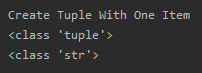 Create Tuple With One Item
<class 'tuple'>
<class 'str'>